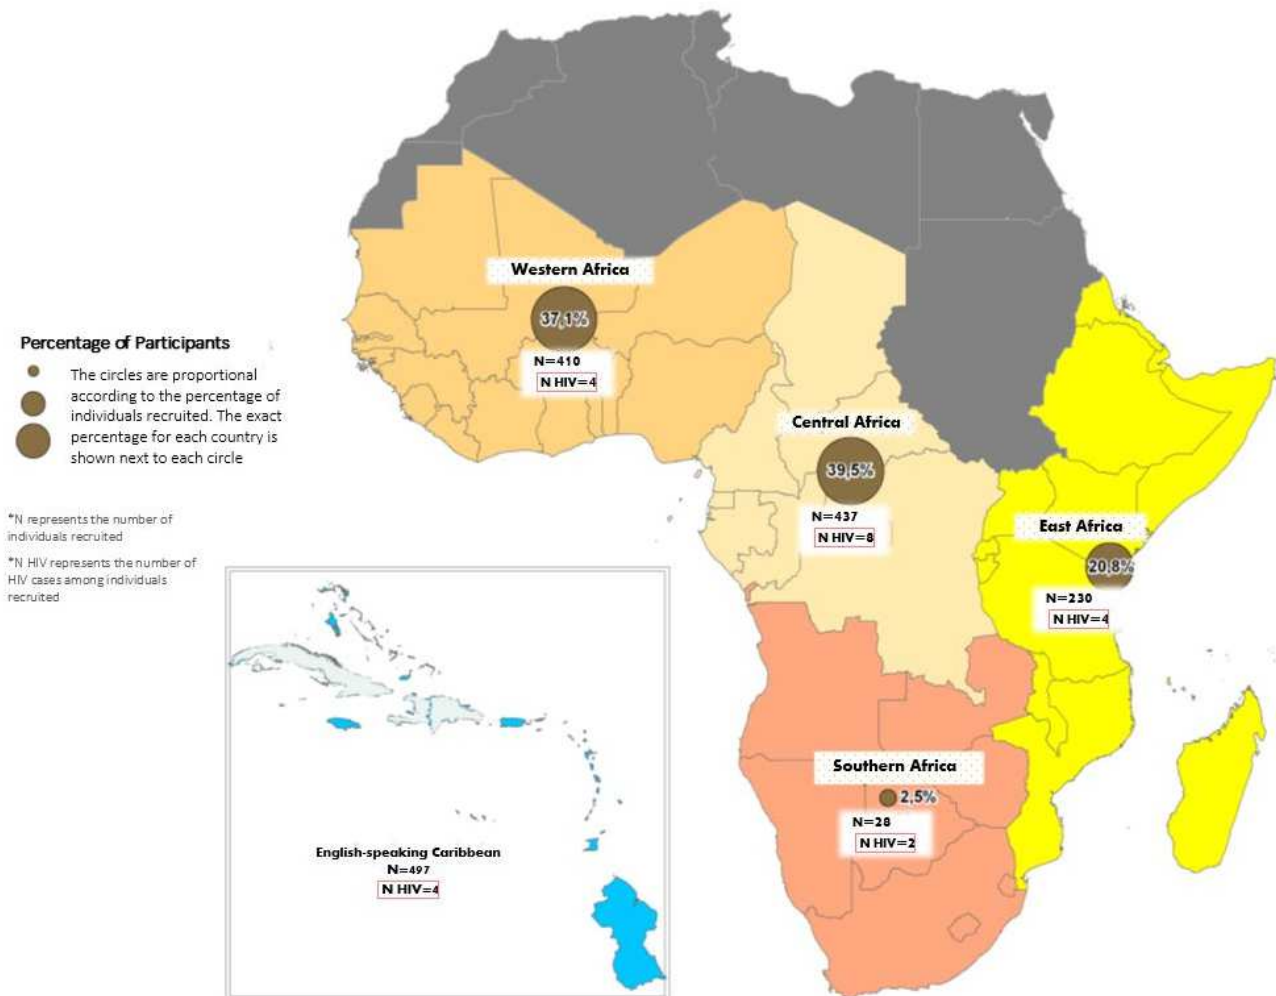 Western Africa
37,1%
N=410
N HIV=4
Percentage of Participants
The circles are proportional
according to the percentage of
individuals recruited. The exact
percentage for each country is
shown next to each circle
*N represents the number of
individuals recruited
*N HIV represents the number of
HIV cases among individuals
recruited
Central Africa
39,5%
N=437
N HIV=8
East Africa
20,8%
N=230
N HIV=4
Southern Africa
2,5%
N=28
N HIV=2
English-speaking Caribbean
N=497
N HIV=4